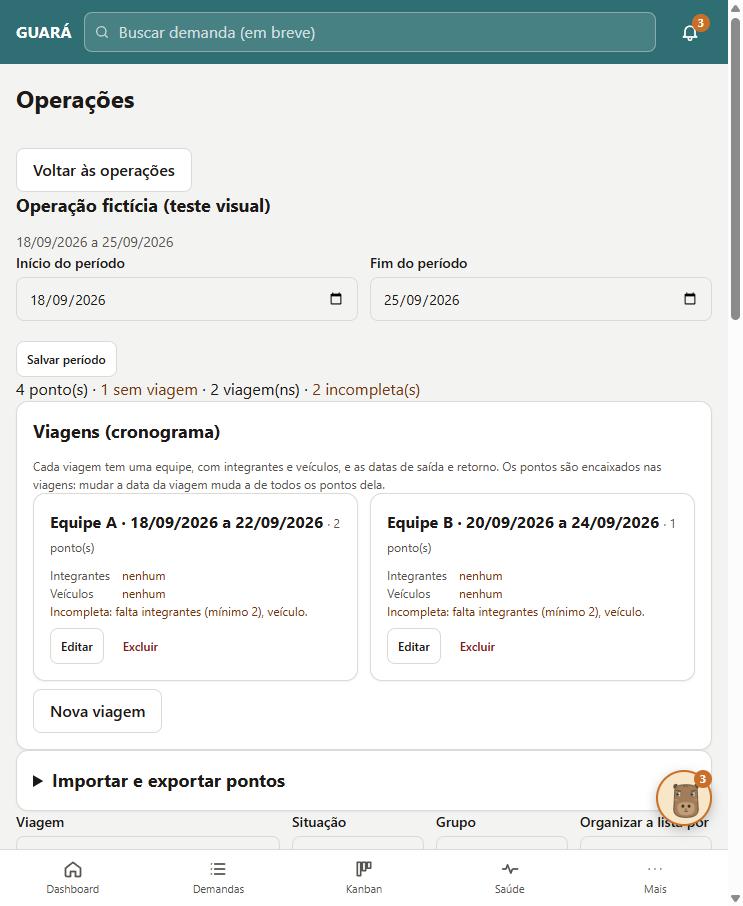 GUARÁ
Buscar demanda (em breve)
3
Operações
Voltar às operações
Operação fictícia (teste visual)
18/09/2026 a 25/09/2026
Início do período
Fim do período
18/09/2026
25/09/2026
Salvar período
4 ponto(s) · 1 sem viagem · 2 viagem(ns) · 2 incompleta(s)
Viagens (cronograma)
Cada viagem tem uma equipe, com integrantes e veículos, e as datas de saída e retorno. Os pontos são encaixados nas
viagens: mudar a data da viagem muda a de todos os pontos dela.
Equipe A · 18/09/2026 a 22/09/2026 · 2
ponto(s)
Integrantes nenhum
Veículos nenhum
Incompleta: falta integrantes (mínimo 2), veículo.
Editar
Excluir
Equipe B · 20/09/2026 a 24/09/2026 · 1
ponto(s)
Integrantes nenhum
Veículos nenhum
Incompleta: falta integrantes (mínimo 2), veículo.
Editar
Excluir
Nova viagem
Importar e exportar pontos
3
Viagem
Situação
Grupo
Organizar a lista por
Dashboard
Demandas
Kanban
Saúde
Mais